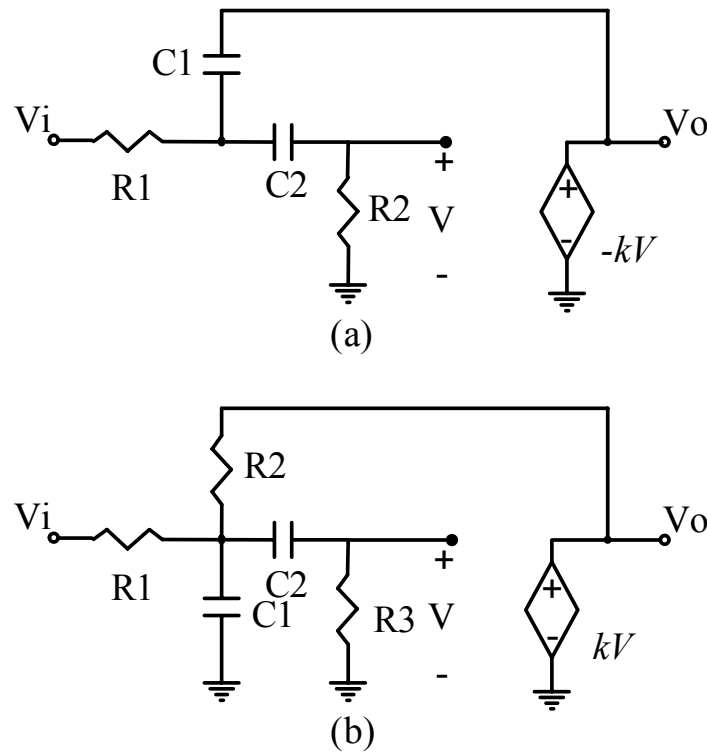 C1
Vi
Vo
R1
C2
R2
+
V
-
+
-
-kV
(a)
R2
Vi
Vo
R1
C2
C1
R3
+
V
-
+
-
kV
(b)